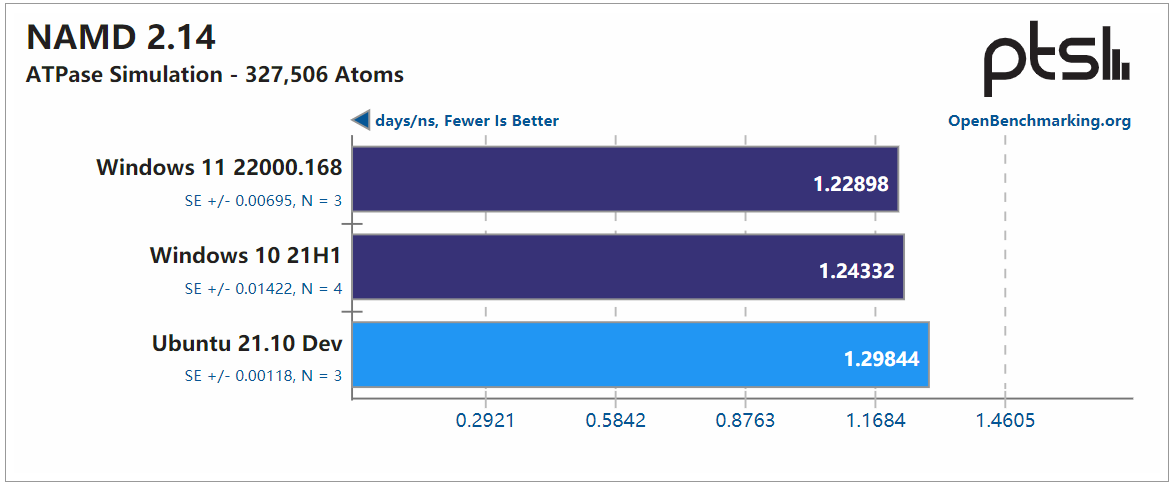 NAMD 2.14
ATPase Simulation - 327,506 Atoms
ptsl
days/ns, Fewer Is Better
OpenBenchmarking.org
Windows 11 22000.168
SE +/- 0.00695, N = 3
1.22898
Windows 10 21H1
SE +/- 0.01422, N = 4
1.24332
Ubuntu 21.10 Dev
SE +/- 0.00118, N = 3
1.29844
0.2921 0.5842 0.8763 1.1684 1.4605